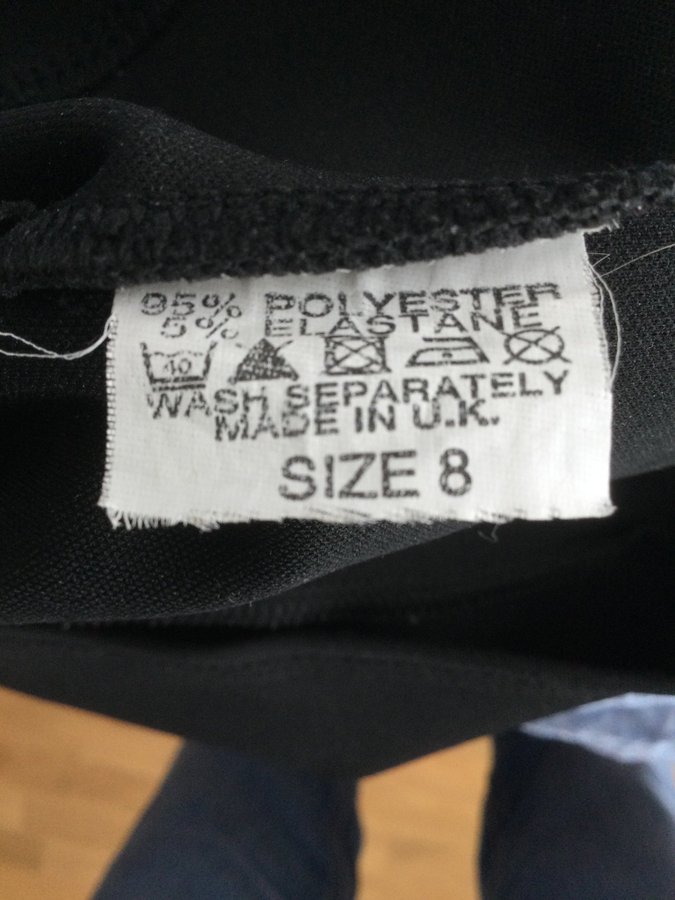 95% POLYESTER
5% ELASTANE
40
WASH SEPARATELY
MADE IN U.K.
SIZE 8